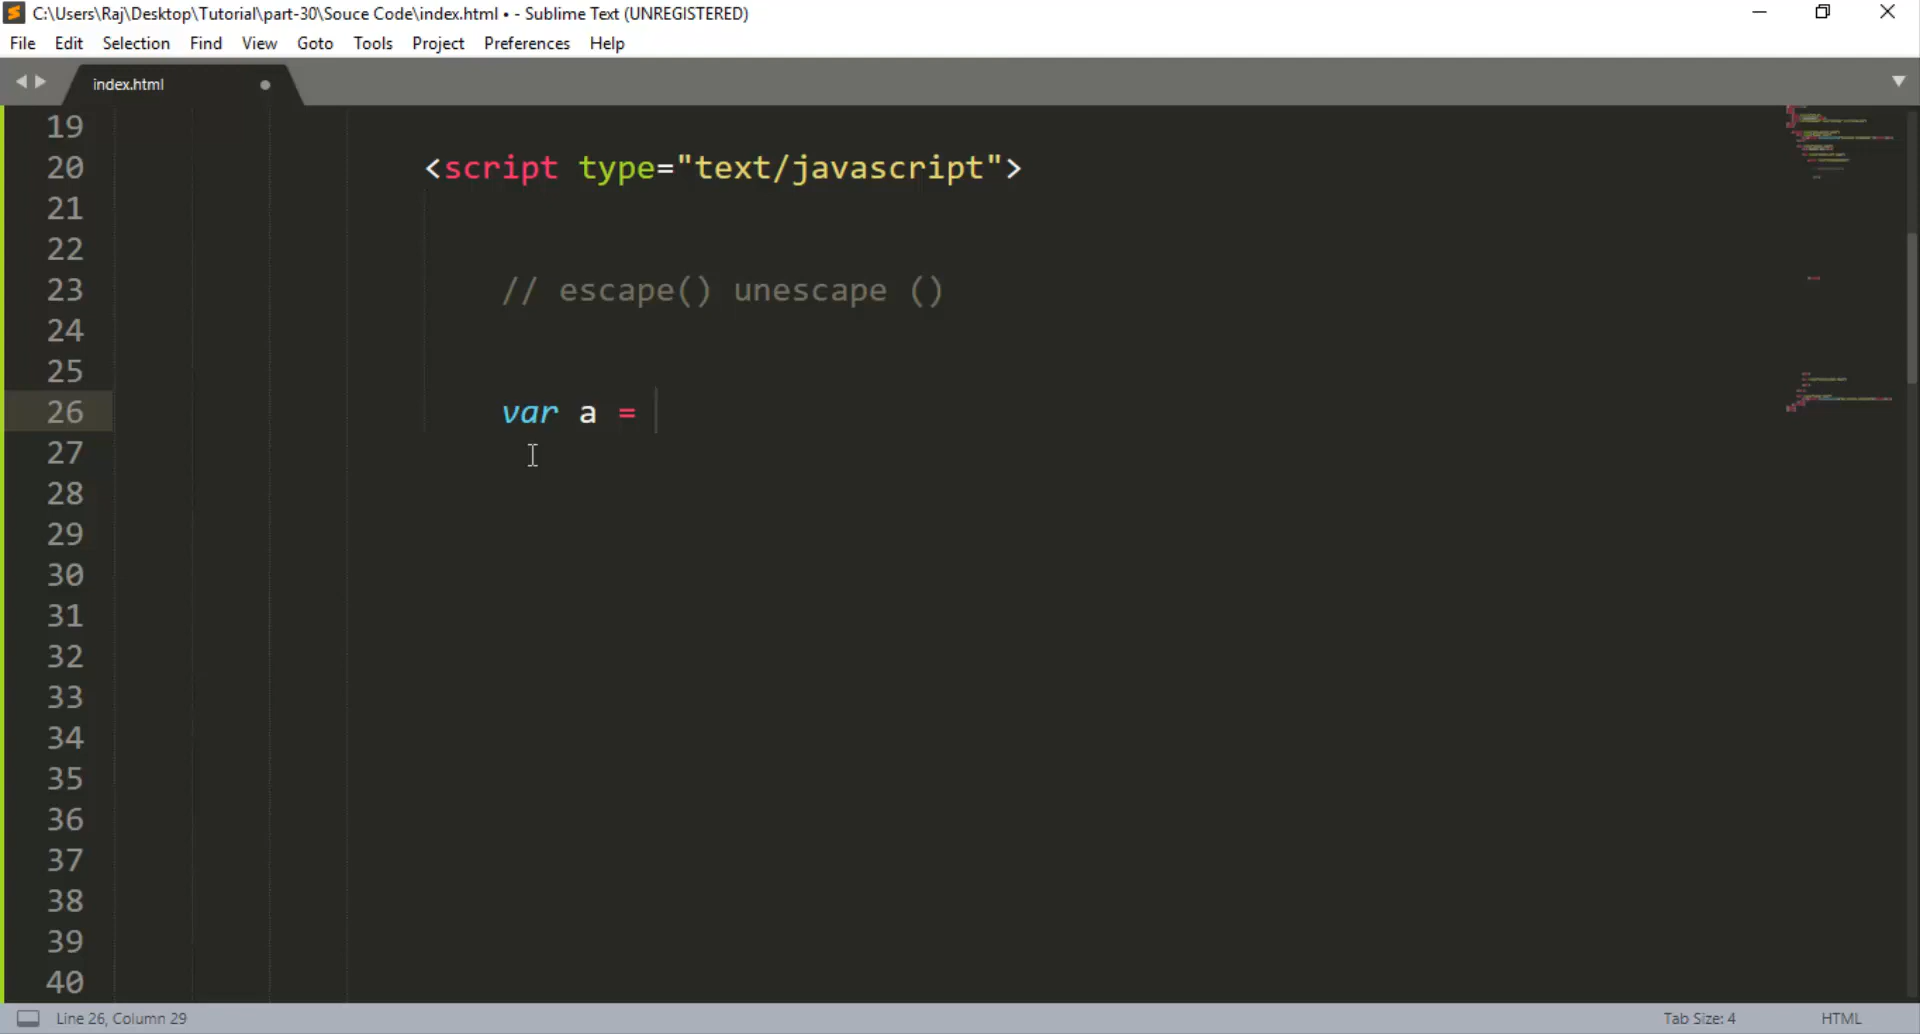 C:\Users\Raj\Desktop\Tutorial\part-30\Souce Code\index.html • - Sublime Text (UNREGISTERED)
File Edit Selection Find View Goto Tools Project Preferences Help
index.html
19
20 <script type="text/javascript">
21
22
23 // escape() unescape ()
24
25
26 var a =
27
28
29
30
31
32
33
34
35
36
37
38
39
40
Line 26, Column 29 Tab Size: 4 HTML